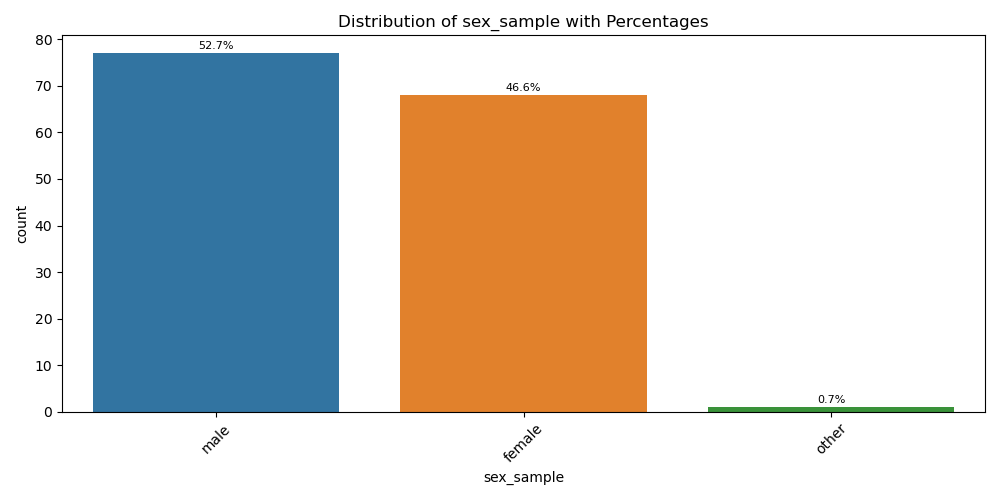 Distribution of sex_sample with Percentages
80
70
60
50
40
30
20
10
0
count
52.7%
46.6%
0.7%
male
female
other
sex_sample